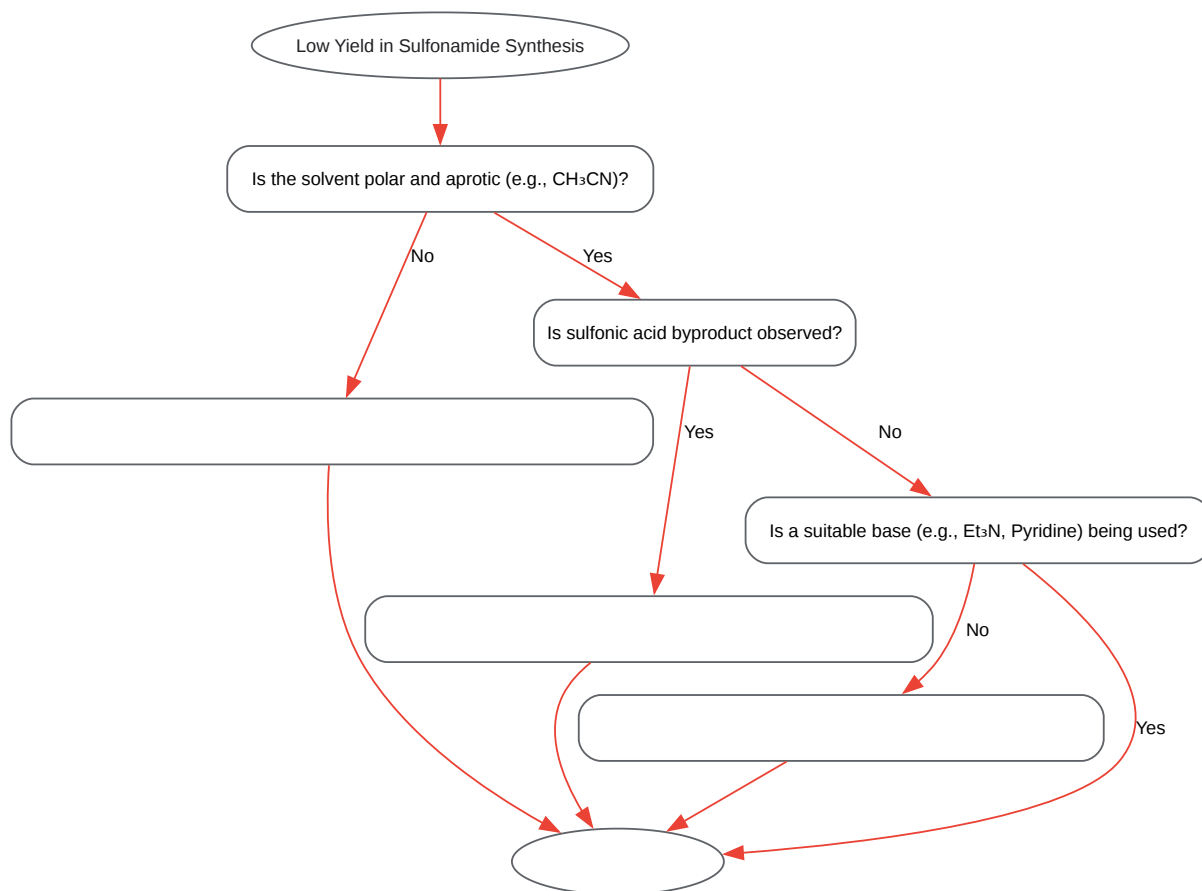 Low Yield in Sulfonamide Synthesis
Is the solvent polar and aprotic (e.g., CH₃CN)?
No
Yes
Is sulfonic acid byproduct observed?
Yes
No
Is a suitable base (e.g., Et₃N, Pyridine) being used?
No
Yes